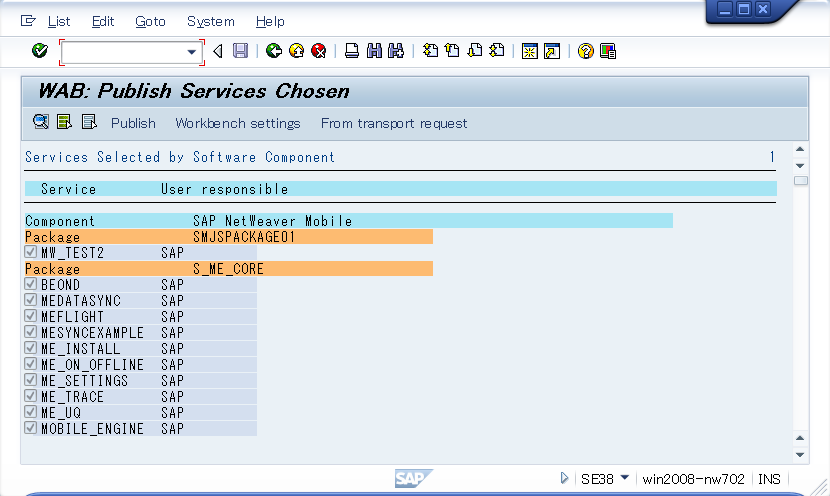 List Edit Goto System Help
WAB: Publish Services Chosen
Publish Workbench settings From transport request
Services Selected by Software Component 1
Service User responsible
Component SAP NetWeaver Mobile
Package SMJSPACKAGE01
MW_TEST2 SAP
Package S_ME_CORE
BEOND SAP
MEDATASYNC SAP
MEFLIGHT SAP
MESYNCEXAMPLE SAP
ME_INSTALL SAP
ME_ON_OFFLINE SAP
ME_SETTINGS SAP
ME_TRACE SAP
ME_UQ SAP
MOBILE_ENGINE SAP
SAP SE38 win2008-nw702 INS